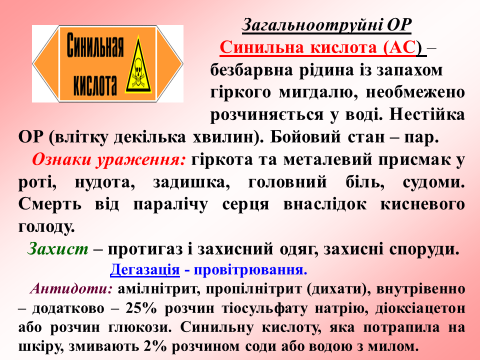 Загальноотруйні ОР
Синильная
кислота
Синильна кислота (АС) –
безбарвна рідина із запахом
гіркого мигдалю, необмежено
розчиняється у воді. Нестійка
ОР (влітку декілька хвилин). Бойовий стан – пар.
Ознаки ураження: гіркота та металевий присмак у
роті, нудота, задишка, головний біль, судоми.
Смерть від паралічу серця внаслідок кисневого
голоду.
Захист – протигаз і захисний одяг, захисні споруди.
Дегазація - провітрювання.
Антидоти: амілнітрит, пропілнітрит (дихати), внутрівенно
– додатково – 25% розчин тіосульфату натрію, діоксіацетон
або розчин глюкози. Синильну кислоту, яка потрапила на
шкіру, змивають 2% розчином соди або водою з милом.